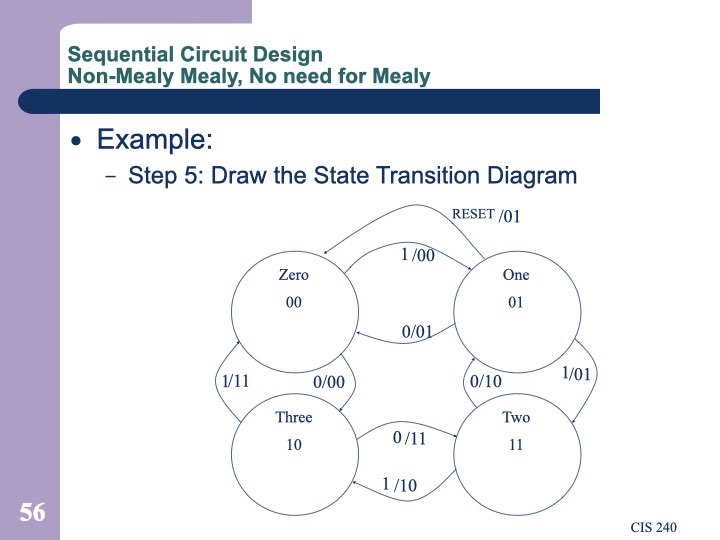 Sequential Circuit Design
Non-Mealy Mealy, No need for Mealy
• Example:
– Step 5: Draw the State Transition Diagram
RESET /01
1 /00
Zero
00
One
01
0/01
1/11
0/00
0/10
1/01
Three
10
Two
11
0 /11
1 /10
56
CIS 240